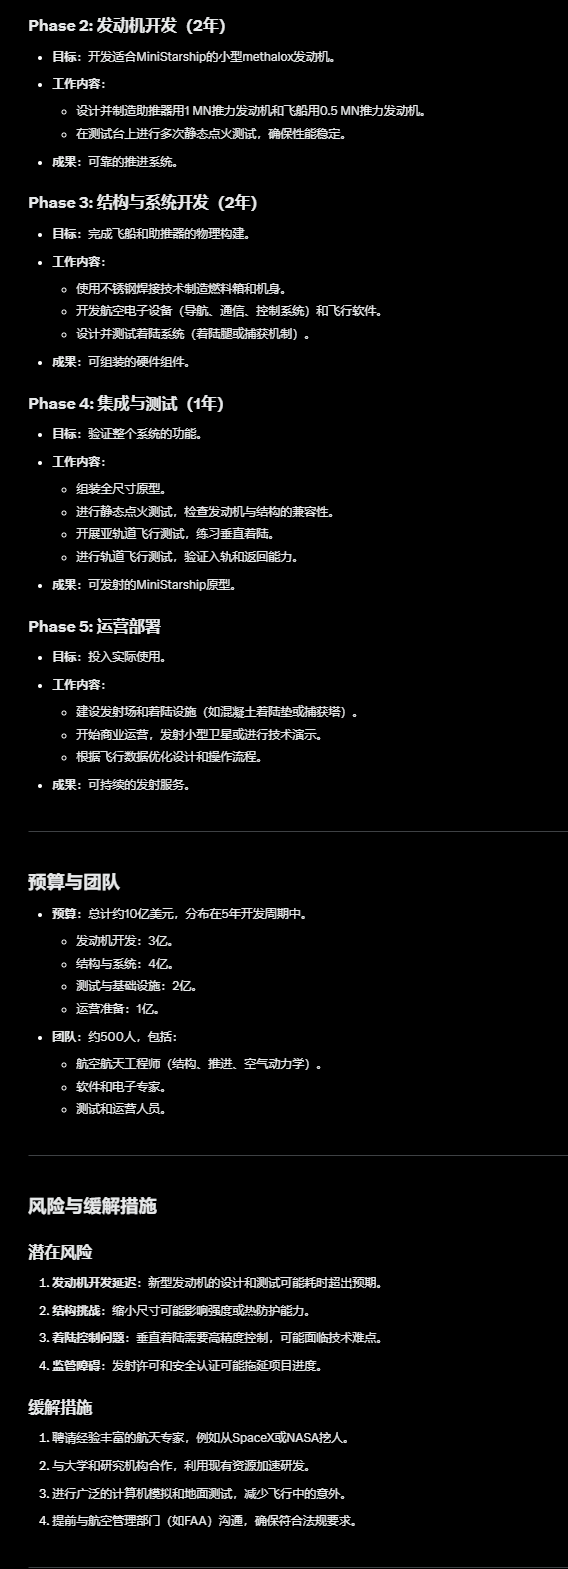 Phase 2: 发动机开发（2年）
• 目标：开发适合MiniStarship的小型methalox发动机。
• 工作内容：
◦ 设计并制造助推器用1 MN推力发动机和飞船用0.5 MN推力发动机。
◦ 在测试台上进行多次静态点火测试，确保性能稳定。
• 成果：可靠的推进系统。
Phase 3: 结构与系统开发（2年）
• 目标：完成飞船和助推器的物理构建。
• 工作内容：
◦ 使用不锈钢焊接技术制造燃料箱和机身。
◦ 开发航空电子设备（导航、通信、控制系统）和飞行软件。
◦ 设计并测试着陆系统（着陆腿或捕获机制）。
• 成果：可组装的硬件组件。
Phase 4: 集成与测试（1年）
• 目标：验证整个系统的功能。
• 工作内容：
◦ 组装全尺寸原型。
◦ 进行静态点火测试，检查发动机与结构的兼容性。
◦ 开展亚轨道飞行测试，练习垂直着陆。
◦ 进行轨道飞行测试，验证入轨和返回能力。
• 成果：可发射的MiniStarship原型。
Phase 5: 运营部署
• 目标：投入实际使用。
• 工作内容：
◦ 建设发射场和着陆设施（如混凝土着陆垫或捕获塔）。
◦ 开始商业运营，发射小型卫星或进行技术演示。
◦ 根据飞行数据优化设计和操作流程。
• 成果：可持续的发射服务。
预算与团队
• 预算：总计约10亿美元，分布在5年开发周期中。
◦ 发动机开发：3亿。
◦ 结构与系统：4亿。
◦ 测试与基础设施：2亿。
◦ 运营准备：1亿。
• 团队：约500人，包括：
◦ 航空航天工程师（结构、推进、空气动力学）。
◦ 软件和电子专家。
◦ 测试和运营人员。
风险与缓解措施
潜在风险
1. 发动机开发延迟：新型发动机的设计和测试可能耗时超出预期。
2. 结构挑战：缩小尺寸可能影响强度或热防护能力。
3. 着陆控制问题：垂直着陆需要高精度控制，可能面临技术难点。
4. 监管障碍：发射许可和安全认证可能拖延项目进度。
缓解措施
1. 聘请经验丰富的航天专家，例如从SpaceX或NASA挖人。
2. 与大学和研究机构合作，利用现有资源加速研发。
3. 进行广泛的计算机模拟和地面测试，减少飞行中的意外。
4. 提前与航空管理部门（如FAA）沟通，确保符合法规要求。